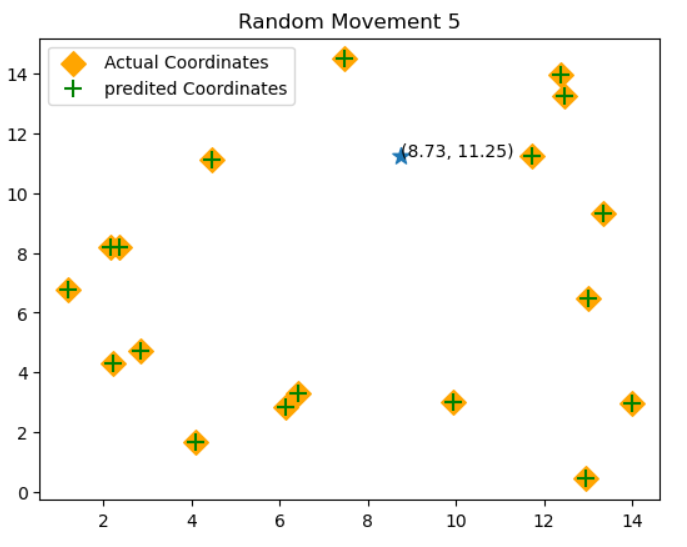 Random Movement 5
Actual Coordinates
predited Coordinates
(8.73, 11.25)
14
12
10
8
6
4
2
0
2 4 6 8 10 12 14